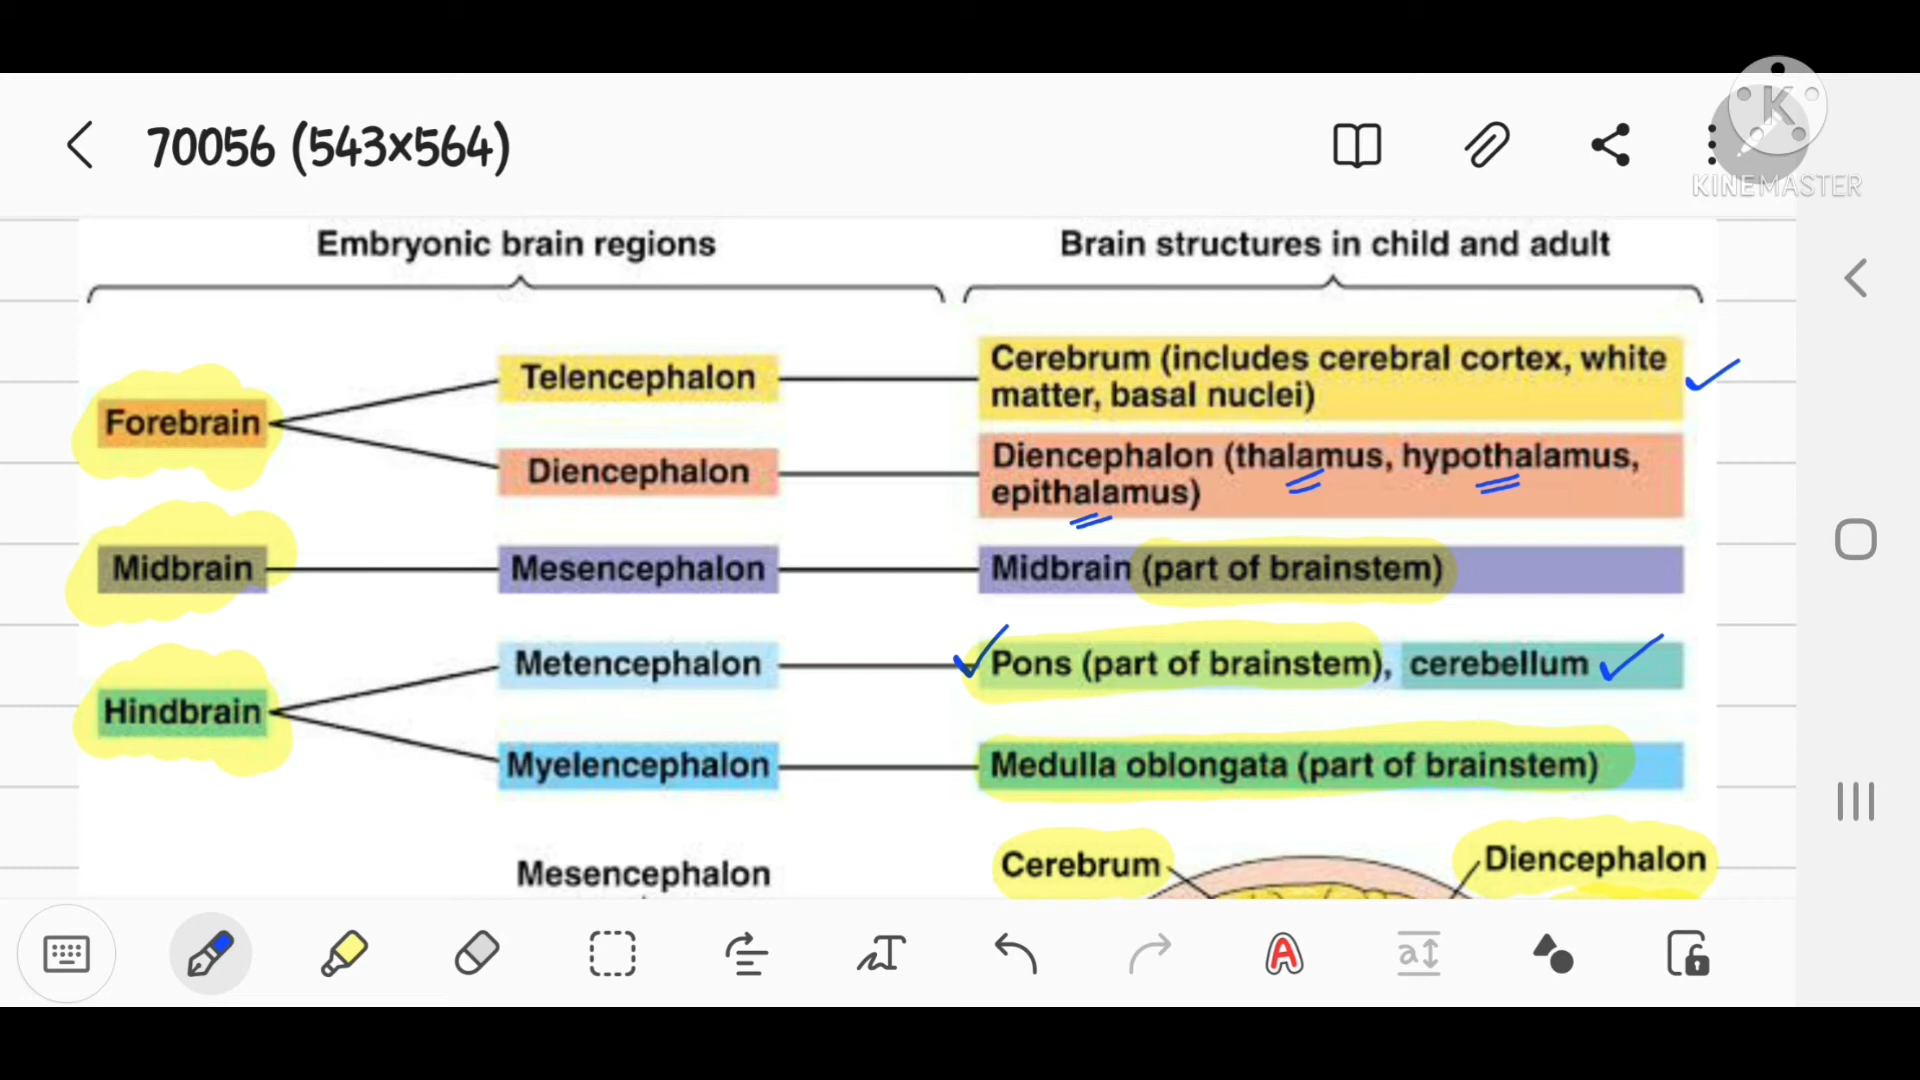 70056 (543×564)
KINEMASTER
Embryonic brain regions
Brain structures in child and adult
Forebrain
Telencephalon
Cerebrum (includes cerebral cortex, white
matter, basal nuclei)
Diencephalon
Diencephalon (thalamus, hypothalamus,
epithalamus)
Midbrain
Mesencephalon
Midbrain (part of brainstem)
Hindbrain
Metencephalon
Pons (part of brainstem), cerebellum
Myelencephalon
Medulla oblongata (part of brainstem)
Mesencephalon
Cerebrum
Diencephalon